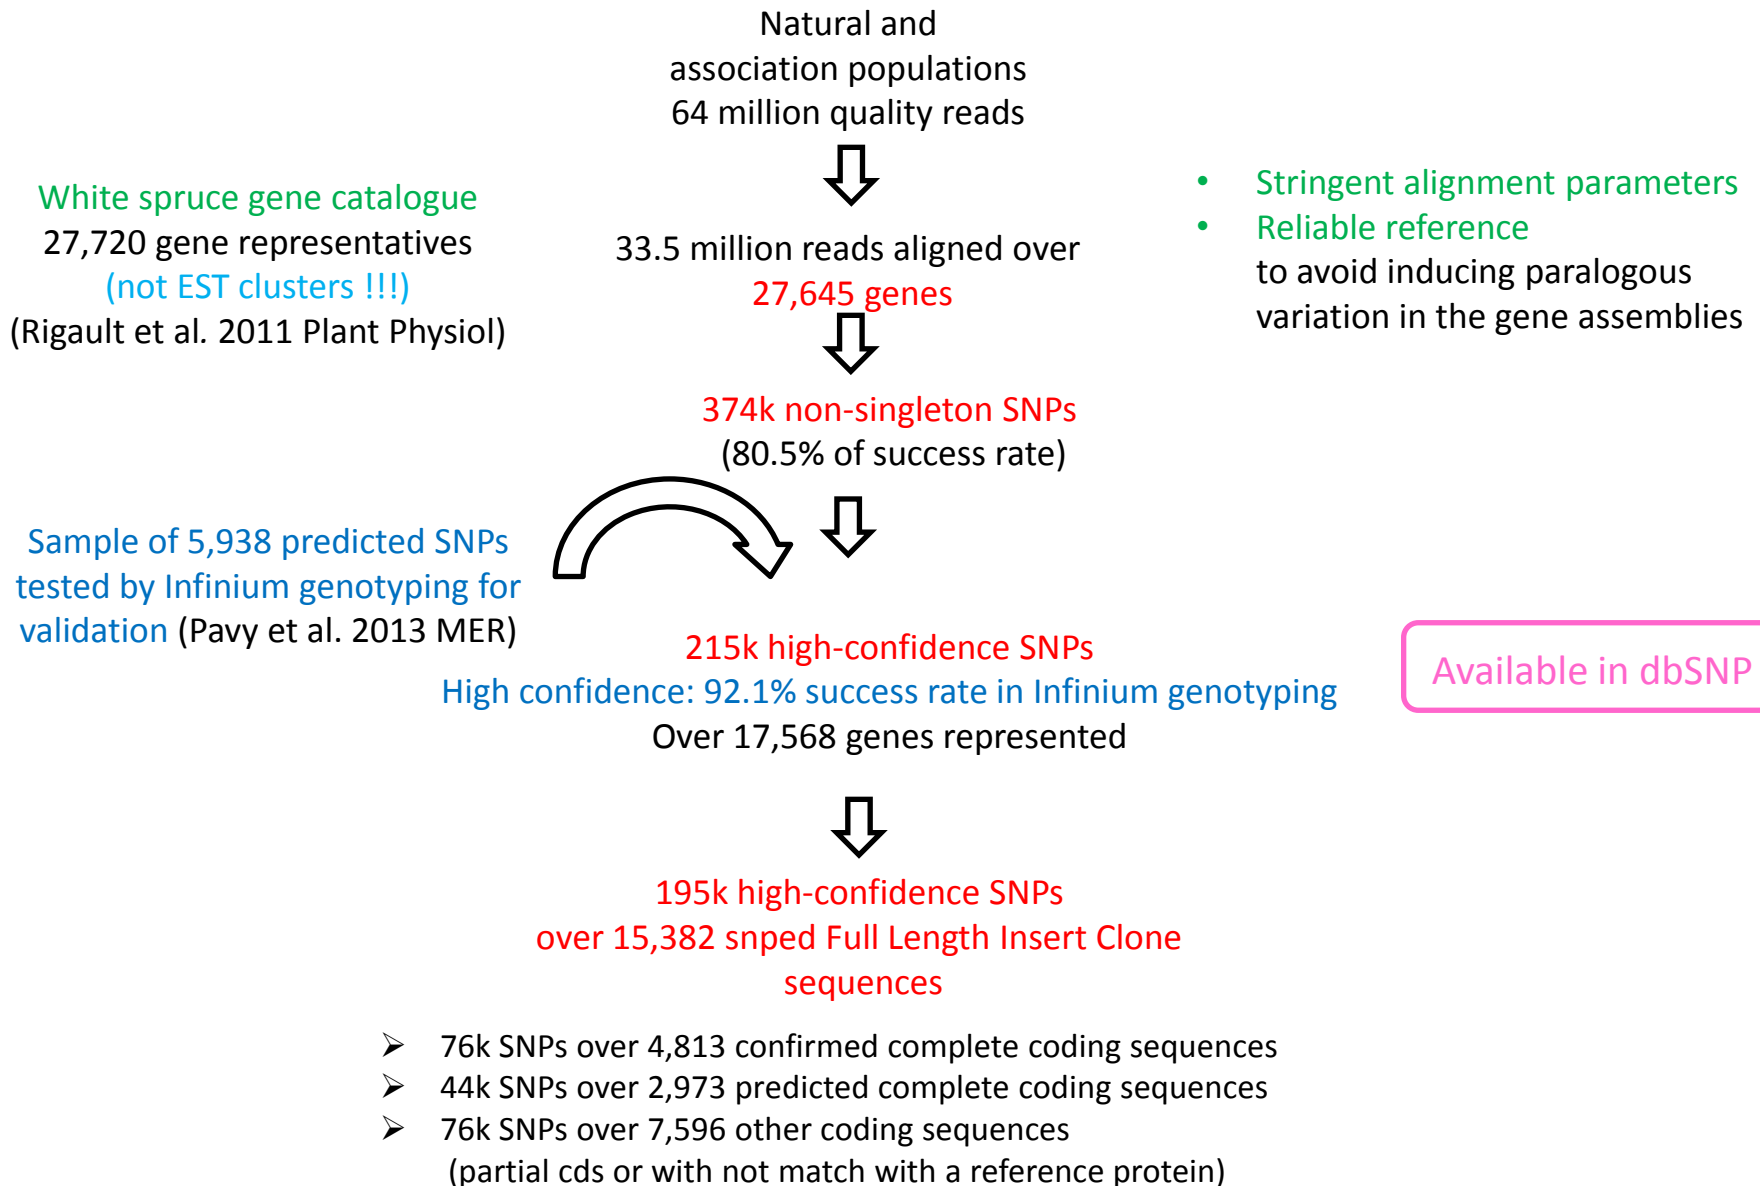 Natural and
association populations
64 million quality reads
White spruce gene catalogue
27,720 gene representatives
(not EST clusters !!!)
(Rigault et al. 2011 Plant Physiol)
33.5 million reads aligned over
27,645 genes
• Stringent alignment parameters
• Reliable reference
to avoid inducing paralogous
variation in the gene assemblies
374k non-singleton SNPs
(80.5% of success rate)
Sample of 5,938 predicted SNPs
tested by Infinium genotyping for
validation (Pavy et al. 2013 MER)
215k high-confidence SNPs
High confidence: 92.1% success rate in Infinium genotyping
Over 17,568 genes represented
Available in dbSNP
195k high-confidence SNPs
over 15,382 snped Full Length Insert Clone
sequences
➢ 76k SNPs over 4,813 confirmed complete coding sequences
➢ 44k SNPs over 2,973 predicted complete coding sequences
➢ 76k SNPs over 7,596 other coding sequences
(partial cds or with not match with a reference protein)